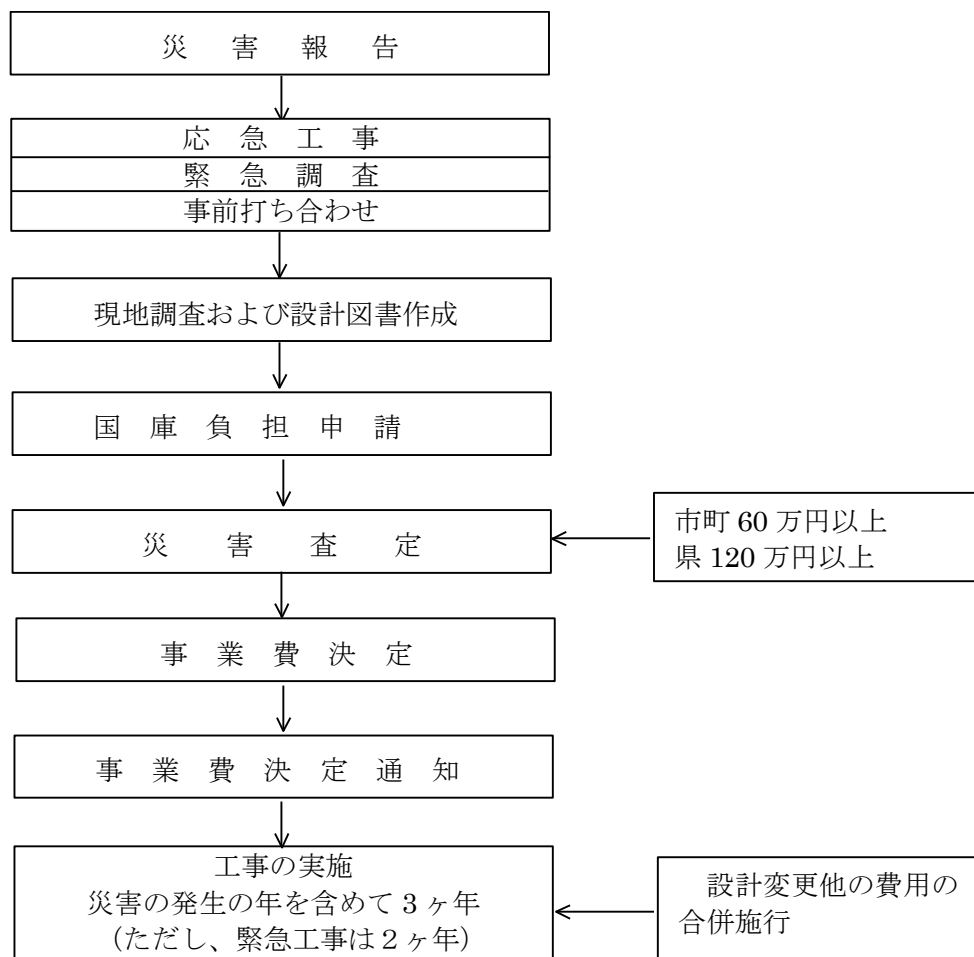 災害報告
応急工事
緊急調査
事前打ち合わせ
現地調査および設計図書作成
国庫負担申請
災害査定
市町 60 万円以上
県 120 万円以上
事業費決定
事業費決定通知
工事の実施
災害の発生の年を含めて 3 ヶ年
（ただし、緊急工事は 2 ヶ年）
設計変更他の費用の
合併施行